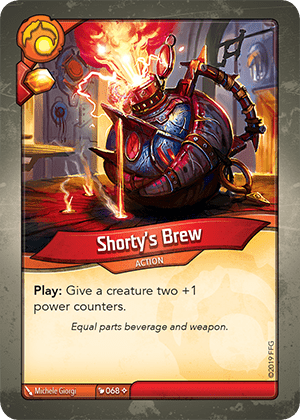 Shorty's Brew
ACTION
Play: Give a creature two +1
power counters.
Equal parts beverage and weapon.
©2019 FFG
Michele Giorgi
068